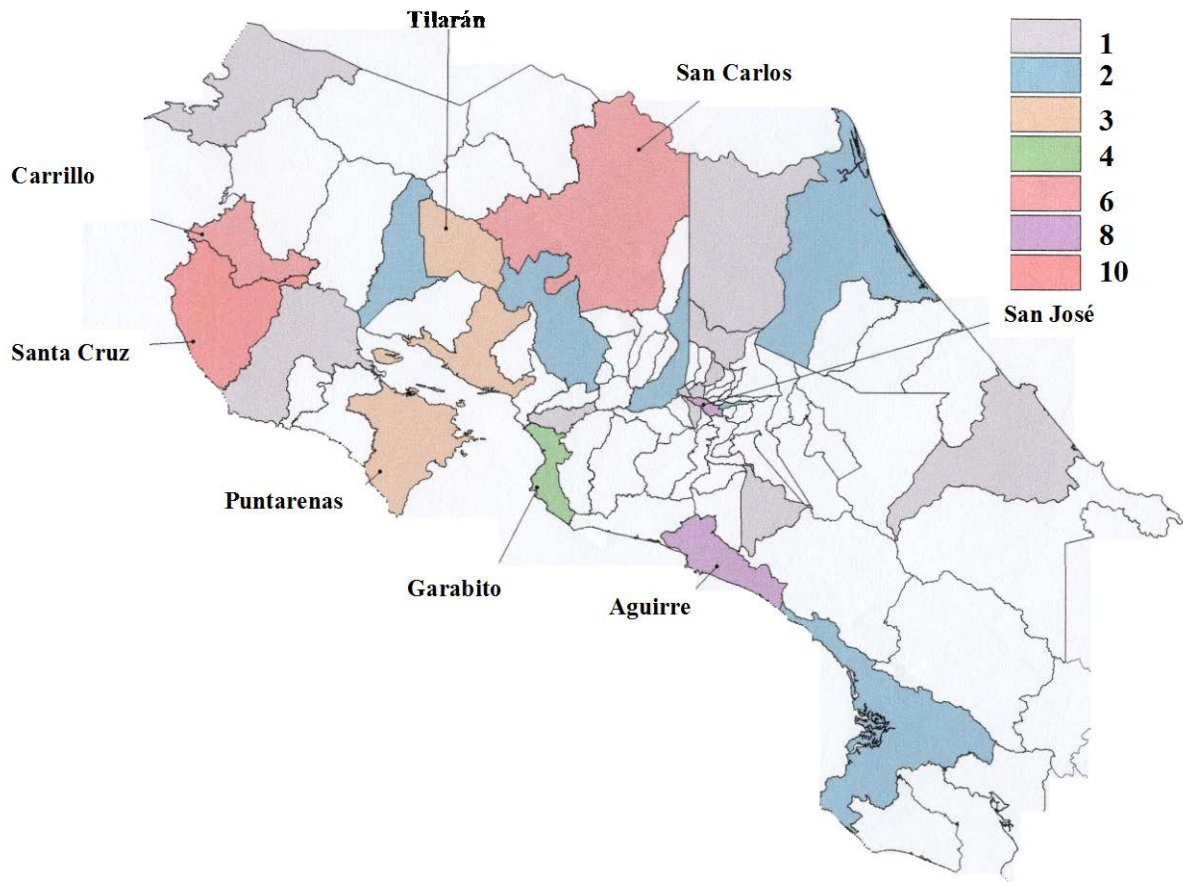 Tilarán
San Carlos
Carrillo
Santa Cruz
Puntarenas
Garabito
Aguirre
San José
1
2
3
4
6
8
10